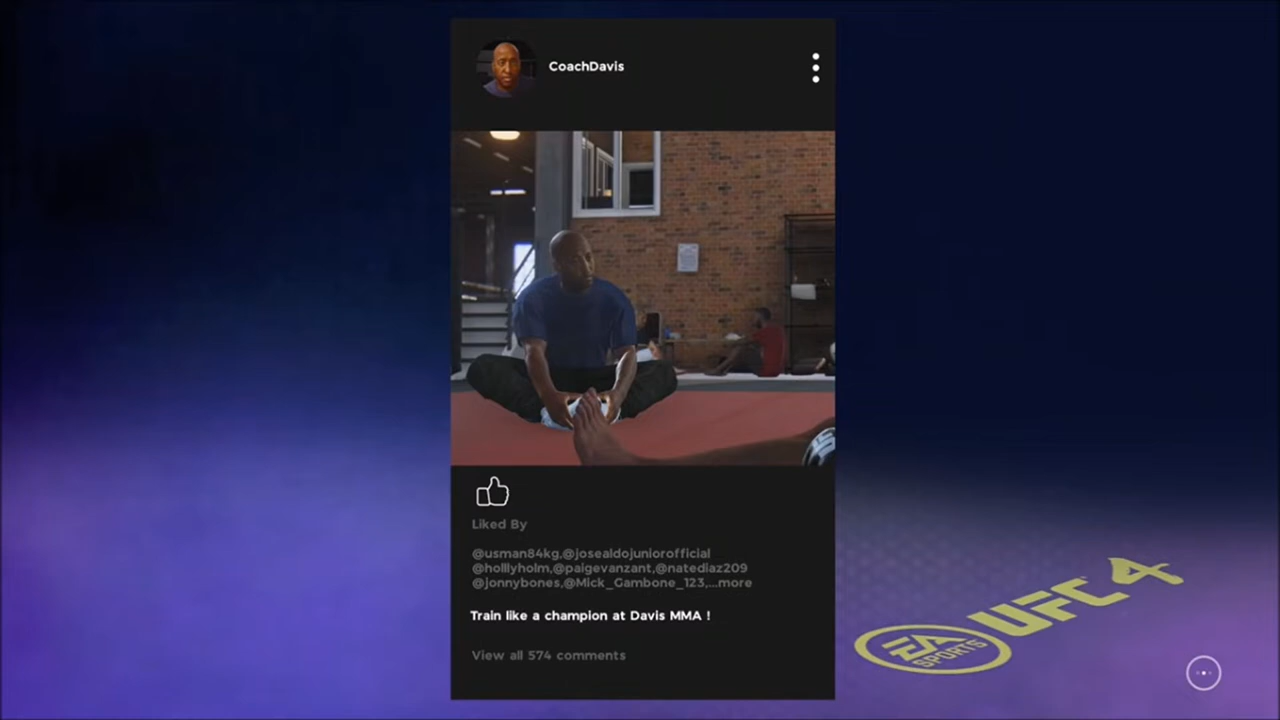 CoachDavis
Liked By
@usman84kg,@josealdojuniorofficial
@holllyholm,@paigevanzant,@natediaz209
@jonnybones,@Mick_Gambone_123,...more
Train like a champion at Davis MMA !
View all 574 comments
EA
SPORTS
UFC 4